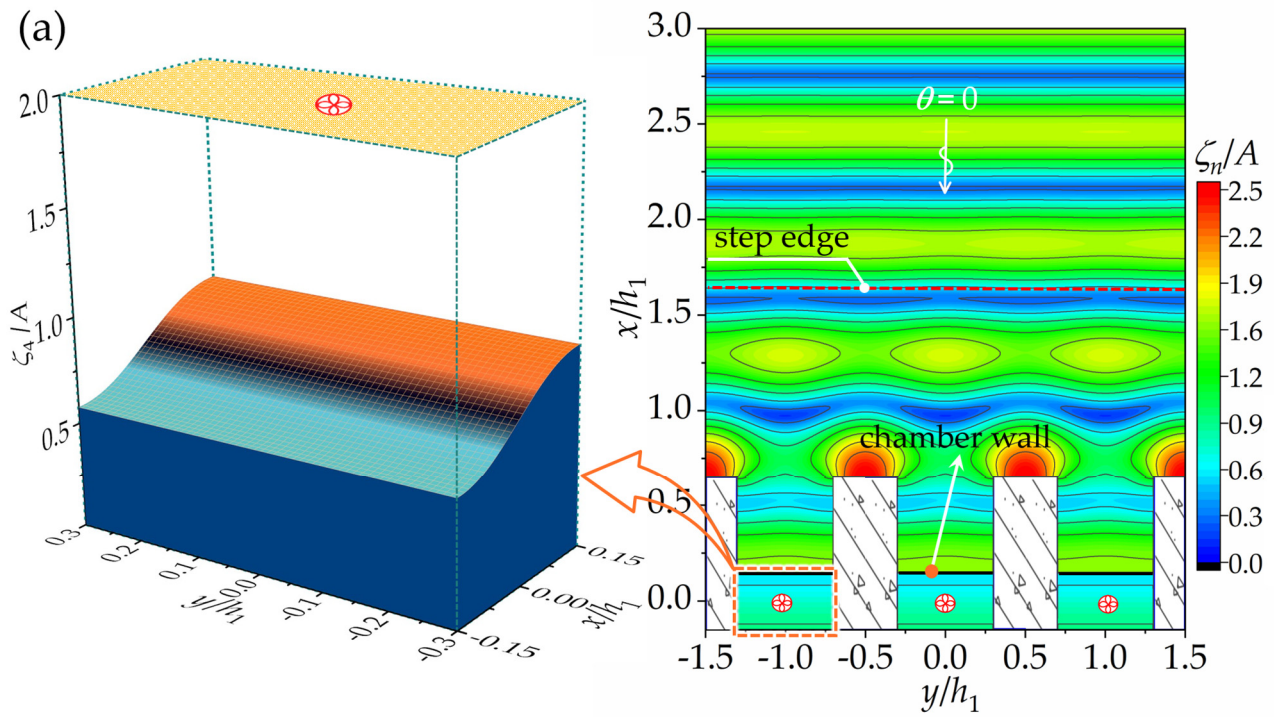 (a)
2.0
1.5
1.0
0.5
ζ₄/A
0.3
0.2
0.1
0.0
-0.1
-0.2
-0.3
y/h₁
0.15
0.00
-0.15
x/h₁
3.0
2.5
2.0
1.5
1.0
0.5
0.0
x/h₁
θ = 0
step edge
chamber wall
-1.5 -1.0 -0.5 0.0 0.5 1.0 1.5
y/h₁
ζₙ/A
2.5
2.2
1.9
1.6
1.2
0.9
0.6
0.3
0.0